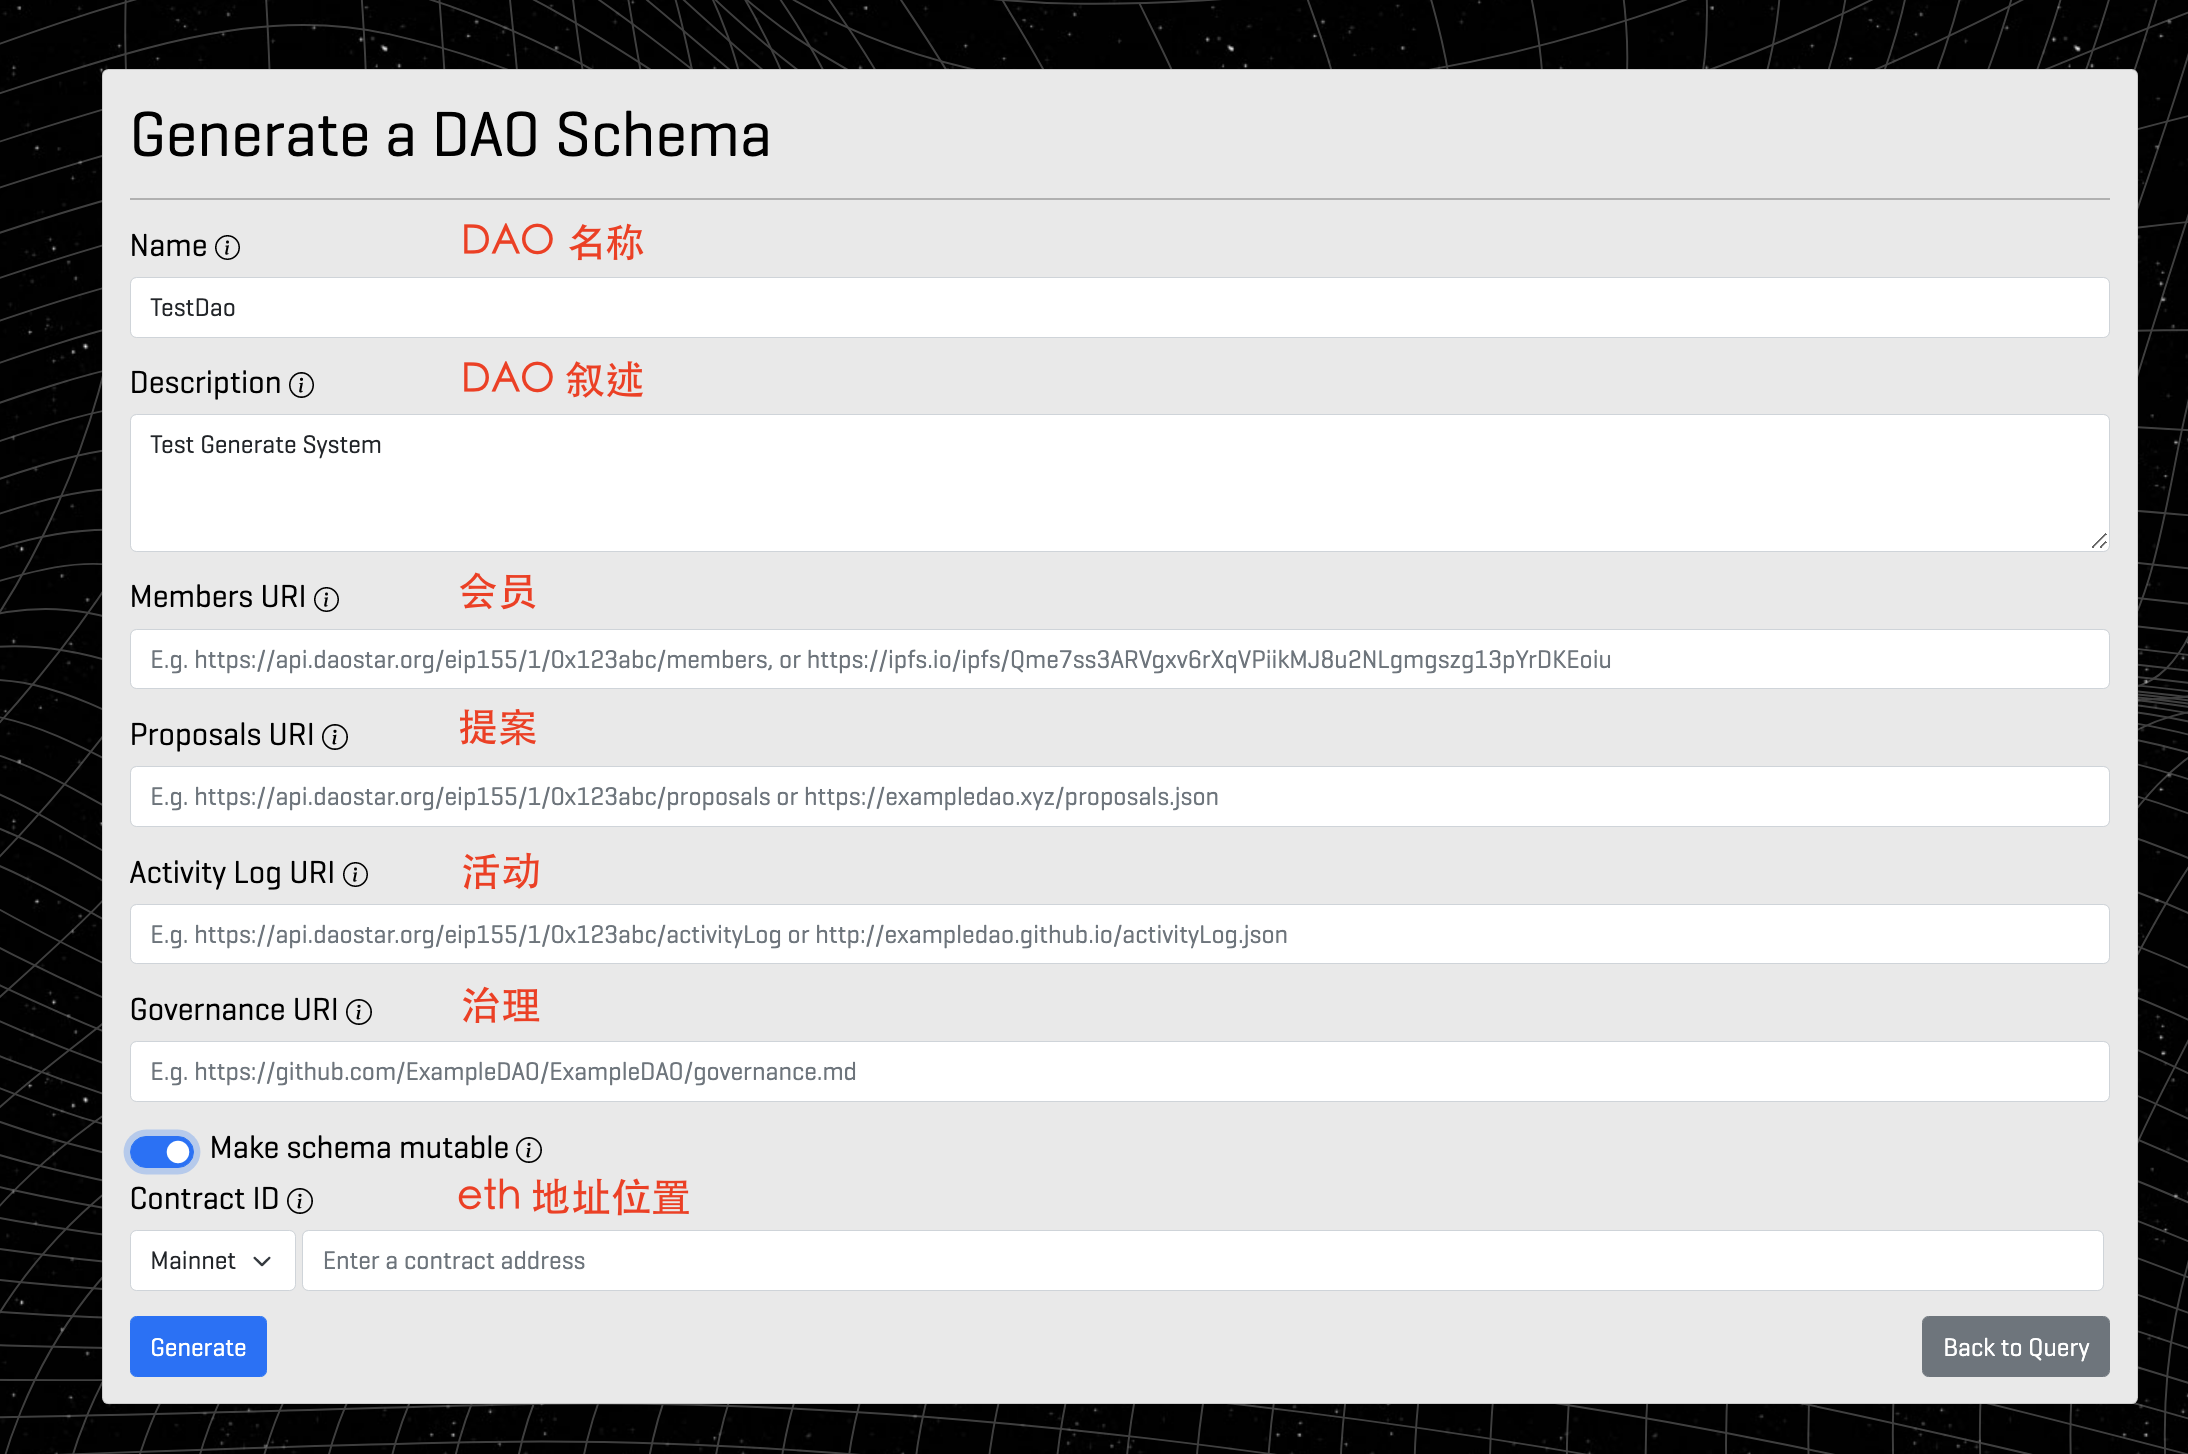 Generate a DAO Schema
Name DAO 名称
TestDao
Description DAO 叙述
Test Generate System
Members URI 会员
E.g. https://api.daostar.org/eip155/1/0x123abc/members, or https://ipfs.io/ipfs/Qme7ss3ARVgxv6rXqVPiikMJ8u2NLgmgszg13pYrDKEoiu
Proposals URI 提案
E.g. https://api.daostar.org/eip155/1/0x123abc/proposals or https://exampledao.xyz/proposals.json
Activity Log URI 活动
E.g. https://api.daostar.org/eip155/1/0x123abc/activityLog or http://exampledao.github.io/activityLog.json
Governance URI 治理
E.g. https://github.com/ExampleDAO/ExampleDAO/governance.md
Make schema mutable
Contract ID eth 地址位置
Mainnet Enter a contract address
Generate Back to Query